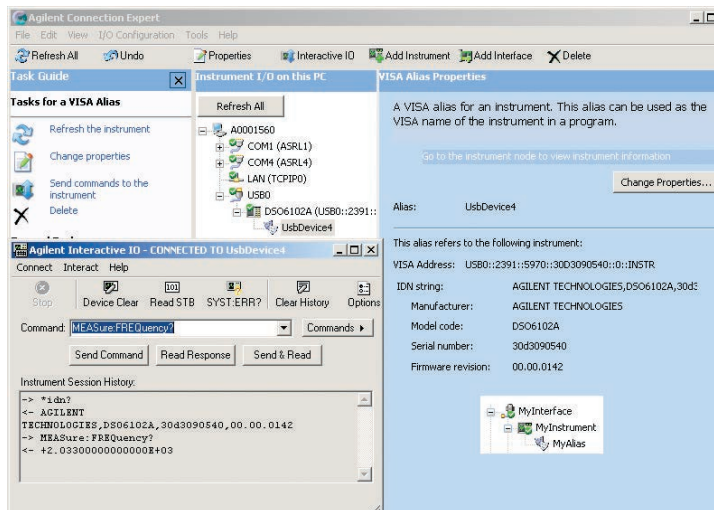 Agilent Connection Expert
File Edit View I/O Configuration Tools Help
Refresh All Undo Properties Interactive IO Add Instrument Add Interface Delete
Task Guide
Tasks for a VISA Alias
Refresh the instrument
Change properties
Send commands to the
instrument
Delete
Instrument I/O on this PC
Refresh All
A0001560
COM1 (ASRL1)
COM4 (ASRL4)
LAN (TCPIP0)
USB0
DSO6102A (USB0::2391::
UsbDevice4
VISA Alias Properties
A VISA alias for an instrument. This alias can be used as the
VISA name of the instrument in a program.
Go to the instrument node to view instrument information
Change Properties...
Alias: UsbDevice4
This alias refers to the following instrument:
VISA Address: USB0::2391::5970::30D3090540::0::INSTR
IDN string: AGILENT TECHNOLOGIES,DSO6102A,30d3
Manufacturer: AGILENT TECHNOLOGIES
Model code: DSO6102A
Serial number: 30d3090540
Firmware revision: 00.00.0142
MyInterface
MyInstrument
MyAlias
Agilent Interactive IO - CONNECTED TO UsbDevice4
Connect Interact Help
Stop Device Clear Read STB SYST:ERR? Clear History Options
Command: MEASure:FREQuency? Commands
Send Command Read Response Send & Read
Instrument Session History:
-> *idn?
<- AGILENT
TECHNOLOGIES,DSO6102A,30d3090540,00.00.0142
-> MEASure:FREQuency?
<- +2.03300000000000E+03